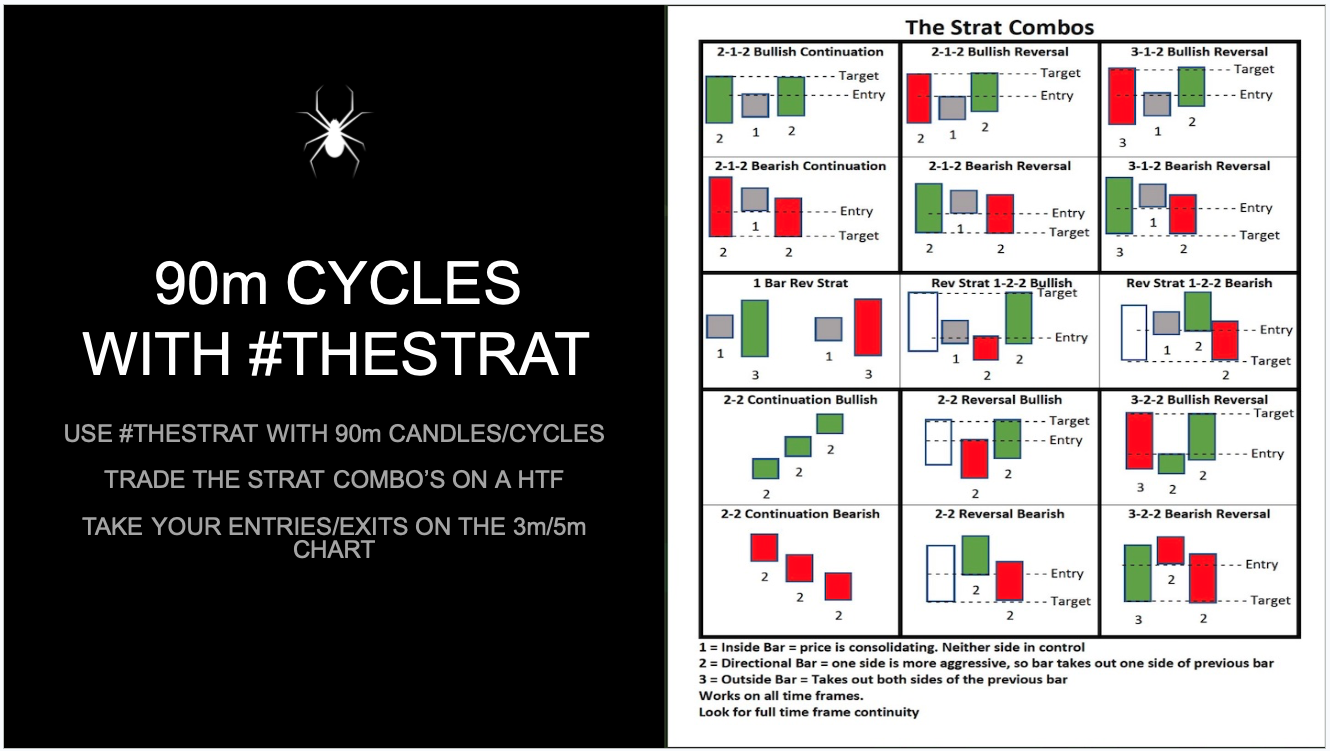 90m CYCLES
WITH #THESTRAT
USE #THESTRAT WITH 90m CANDLES/CYCLES
TRADE THE STRAT COMBO’S ON A HTF
TAKE YOUR ENTRIES/EXITS ON THE 3m/5m
CHART
The Strat Combos
2-1-2 Bullish Continuation
Target
Entry
2
1
2
2-1-2 Bullish Reversal
Target
Entry
2
1
2
3-1-2 Bullish Reversal
Target
Entry
3
1
2
2-1-2 Bearish Continuation
Entry
Target
2
1
2
2-1-2 Bearish Reversal
Entry
Target
2
1
2
3-1-2 Bearish Reversal
Entry
Target
3
1
2
1 Bar Rev Strat
1
3
1
3
Rev Strat 1-2-2 Bullish
Target
Entry
1
2
2
Rev Strat 1-2-2 Bearish
Entry
Target
1
2
2
2-2 Continuation Bullish
2
2
2
2-2 Reversal Bullish
Target
Entry
2
2
3-2-2 Bullish Reversal
Target
Entry
3
2
2
2-2 Continuation Bearish
2
2
2
2-2 Reversal Bearish
Entry
Target
2
2
3-2-2 Bearish Reversal
Entry
Target
3
2
2
1 = Inside Bar = price is consolidating. Neither side in control
2 = Directional Bar = one side is more aggressive, so bar takes out one side of previous bar
3 = Outside Bar = Takes out both sides of the previous bar
Works on all time frames.
Look for full time frame continuity